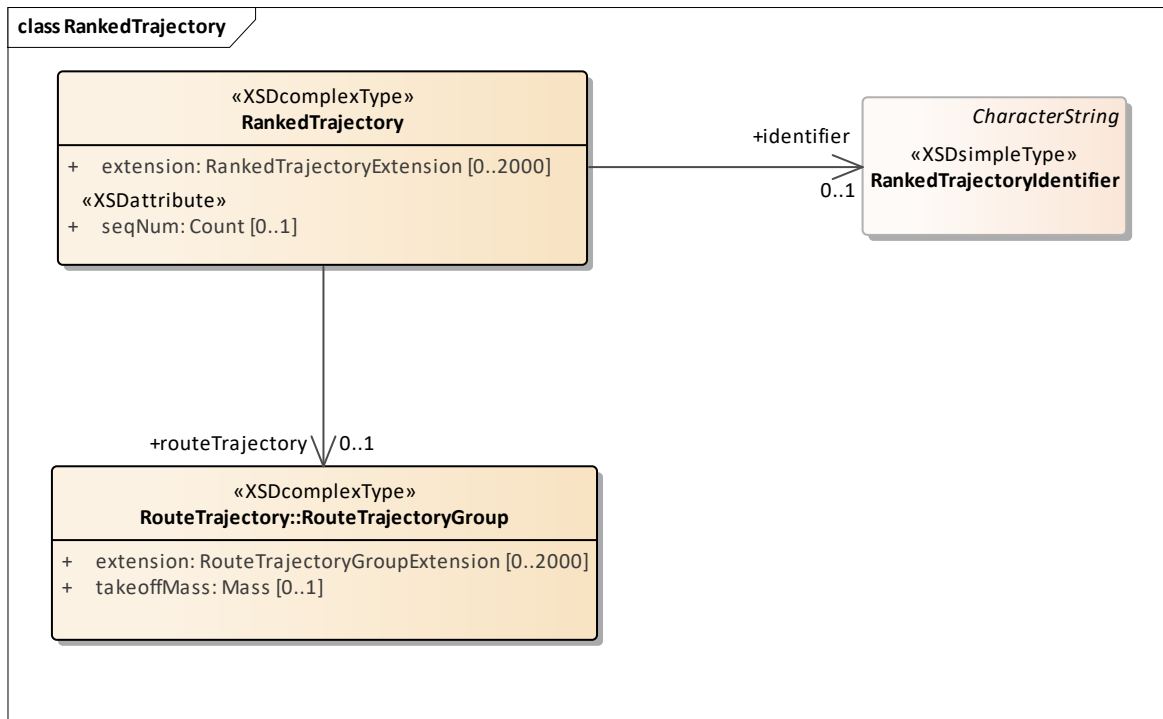 class RankedTrajectory
«XSDcomplexType»
RankedTrajectory
+ extension: RankedTrajectoryExtension [0..2000]
«XSDattribute»
+ seqNum: Count [0..1]
+identifier
0..1
CharacterString
«XSDsimpleType»
RankedTrajectoryIdentifier
+routeTrajectory 0..1
«XSDcomplexType»
RouteTrajectory::RouteTrajectoryGroup
+ extension: RouteTrajectoryGroupExtension [0..2000]
+ takeoffMass: Mass [0..1]